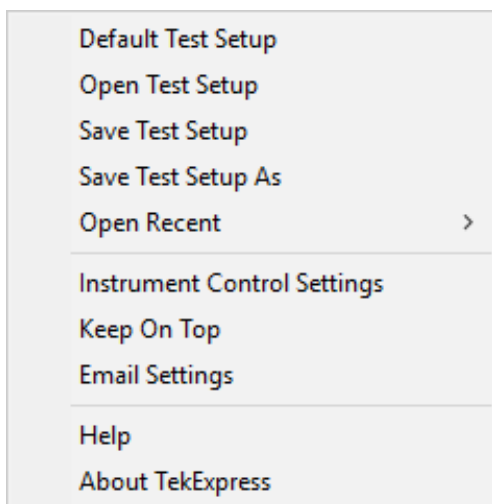 Default Test Setup
Open Test Setup
Save Test Setup
Save Test Setup As
Open Recent
Instrument Control Settings
Keep On Top
Email Settings
Help
About TekExpress